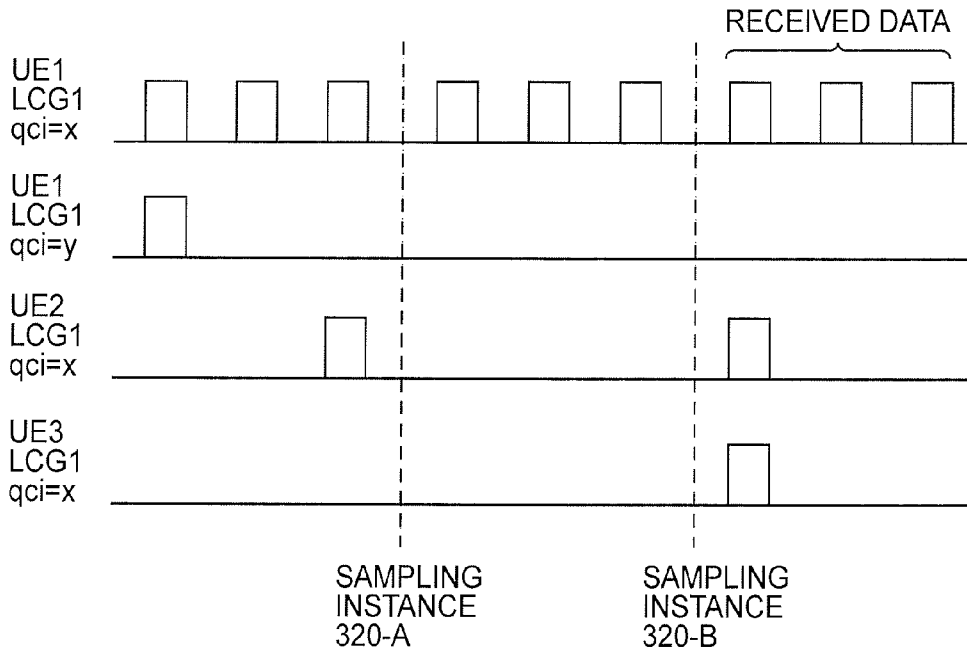 RECEIVED DATA
UE1
LCG1
qci=x
UE1
LCG1
qci=y
UE2
LCG1
qci=x
UE3
LCG1
qci=x
SAMPLING
INSTANCE
320-A
SAMPLING
INSTANCE
320-B